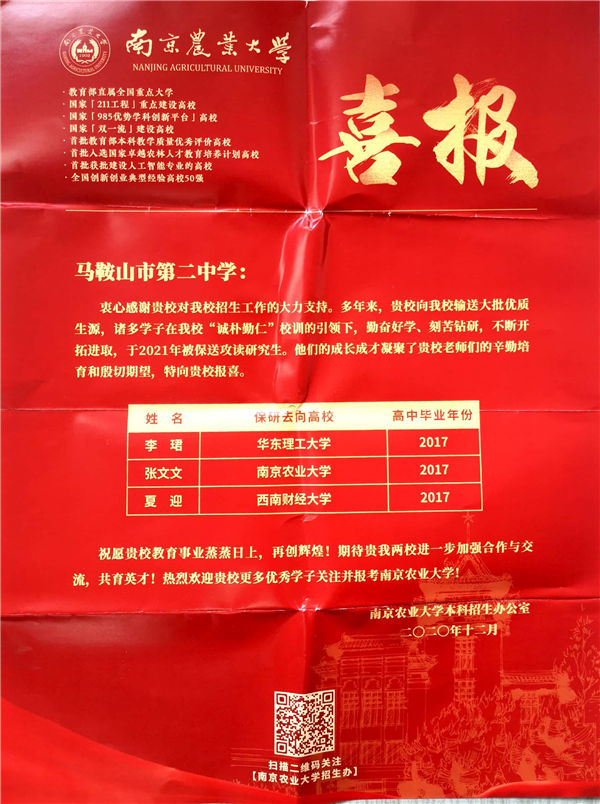 南京農業大学
NANJING AGRICULTURAL UNIVERSITY
·教育部直属全国重点大学
·国家「211工程」重点建设高校
·国家「985优势学科创新平台」高校
·国家「双一流」建设高校
·首批教育部本科教学质量优秀评价高校
·首批入选国家卓越农林人才教育培养计划高校
·首批获批建设人工智能专业的高校
·全国创新创业典型经验高校50强
喜报
马鞍山市第二中学：
衷心感谢贵校对我校招生工作的大力支持。多年来，贵校向我校输送大批优质
生源，诸多学子在我校“诚朴勤仁”校训的引领下，勤奋好学、刻苦钻研，不断开
拓进取，于2021年被保送攻读研究生。他们的成长成才凝聚了贵校老师们的辛勤培
育和殷切期望，特向贵校报喜。
姓 名 保研去向高校 高中毕业年份
李 珺 华东理工大学 2017
张文文 南京农业大学 2017
夏 迎 西南财经大学 2017
祝愿贵校教育事业蒸蒸日上，再创辉煌！期待贵我两校进一步加强合作与交
流，共育英才！热烈欢迎贵校更多优秀学子关注并报考南京农业大学！
南京农业大学本科招生办公室
二〇二〇年十二月
扫描二维码关注
【南京农业大学招生办】